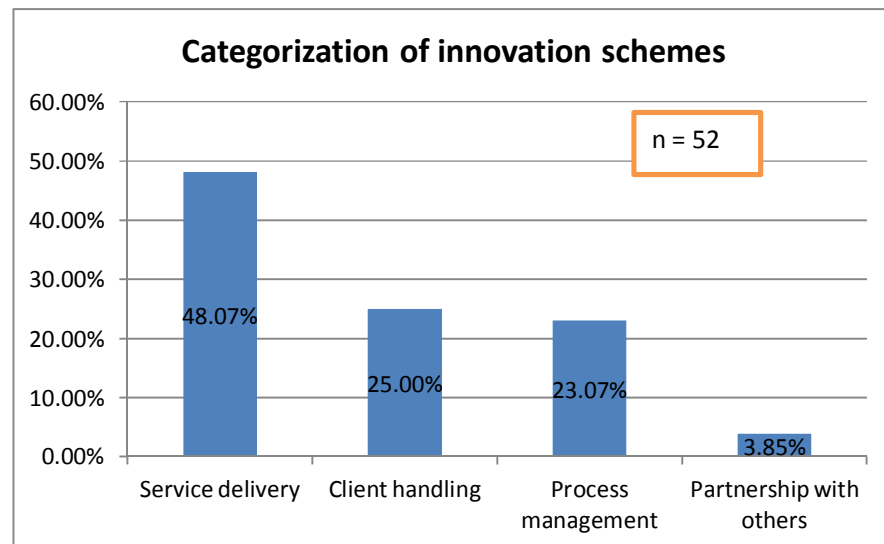 Categorization of innovation schemes
60.00%
n = 52
50.00%
40.00%
30.00%
48.07%
20.00%
25.00%
23.07%
10.00%
3.85%
0.00%
Service delivery
Client handling
Process
management
Partnership with
others